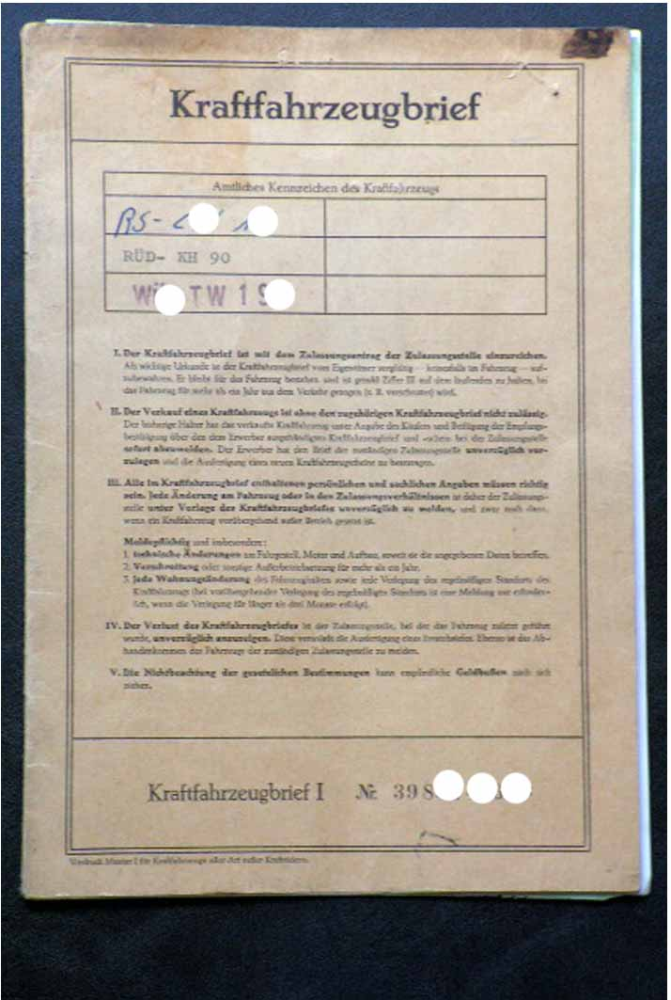 Kraftfahrzeugbrief
Amtliches Kennzeichen des Kraftfahrzeugs
RS-
RÜD- KH 90
TW 1
I. Der Kraftfahrzeugbrief ist mit dem Zulassungsantrag der Zulassungsstelle einzureichen.
Als wichtige Urkunde ist der Kraftfahrzeugbrief vom Eigentümer sorgfältig — keinesfalls im Fahrzeug — auf-
zubewahren. Er bleibt für das Fahrzeug bestehen und ist gemäß Ziffer III auf dem laufenden zu halten, bis
das Fahrzeug für mehr als ein Jahr aus dem Verkehr gezogen (z. B. verschrottet) wird.
II. Der Verkauf eines Kraftfahrzeugs ist ohne den zugehörigen Kraftfahrzeugbrief nicht zulässig.
Der bisherige Halter hat das verkaufte Kraftfahrzeug unter Angabe des Käufers und Beifügung der Empfangs-
bestätigung über den dem Erwerber ausgehändigten Kraftfahrzeugbrief und -schein bei der Zulassungsstelle
sofort abzumelden. Der Erwerber hat den Brief der zuständigen Zulassungsstelle unverzüglich vor-
zulegen und die Ausfertigung eines neuen Kraftfahrzeugscheins zu beantragen.
III. Alle im Kraftfahrzeugbrief enthaltenen persönlichen und sachlichen Angaben müssen richtig
sein. Jede Änderung am Fahrzeug oder in den Zulassungsverhältnissen ist daher der Zulassungs-
stelle unter Vorlage des Kraftfahrzeugbriefes unverzüglich zu melden, und zwar auch dann,
wenn ein Kraftfahrzeug vorübergehend außer Betrieb gesetzt ist.
Meldepflichtig sind insbesondere:
1. technische Änderungen am Fahrgestell, Motor und Aufbau, soweit sie die angegebenen Daten betreffen.
2. Verschrottung oder sonstige Außerbetriebsetzung für mehr als ein Jahr.
3. Jede Wohnungsänderung des Fahrzeughalters sowie jede Verlegung des regelmäßigen Standorts des
Kraftfahrzeugs (bei vorübergehender Verlegung des regelmäßigen Standorts ist eine Meldung nur erforder-
lich, wenn die Verlegung für länger als drei Monate erfolgt).
IV. Der Verlust des Kraftfahrzeugbriefes ist der Zulassungsstelle, bei der das Fahrzeug zuletzt geführt
wurde, unverzüglich anzuzeigen. Diese veranlaßt die Ausfertigung eines Ersatzbriefes. Ebenso ist das Ab-
handenkommen des Fahrzeugs der zuständigen Zulassungsstelle zu melden.
V. Die Nichtbeachtung der gesetzlichen Bestimmungen kann empfindliche Geldbußen nach sich
ziehen.
Kraftfahrzeugbrief I Nr. 398
Vordruck Muster I für Kraftfahrzeuge aller Art außer Krafträdern.